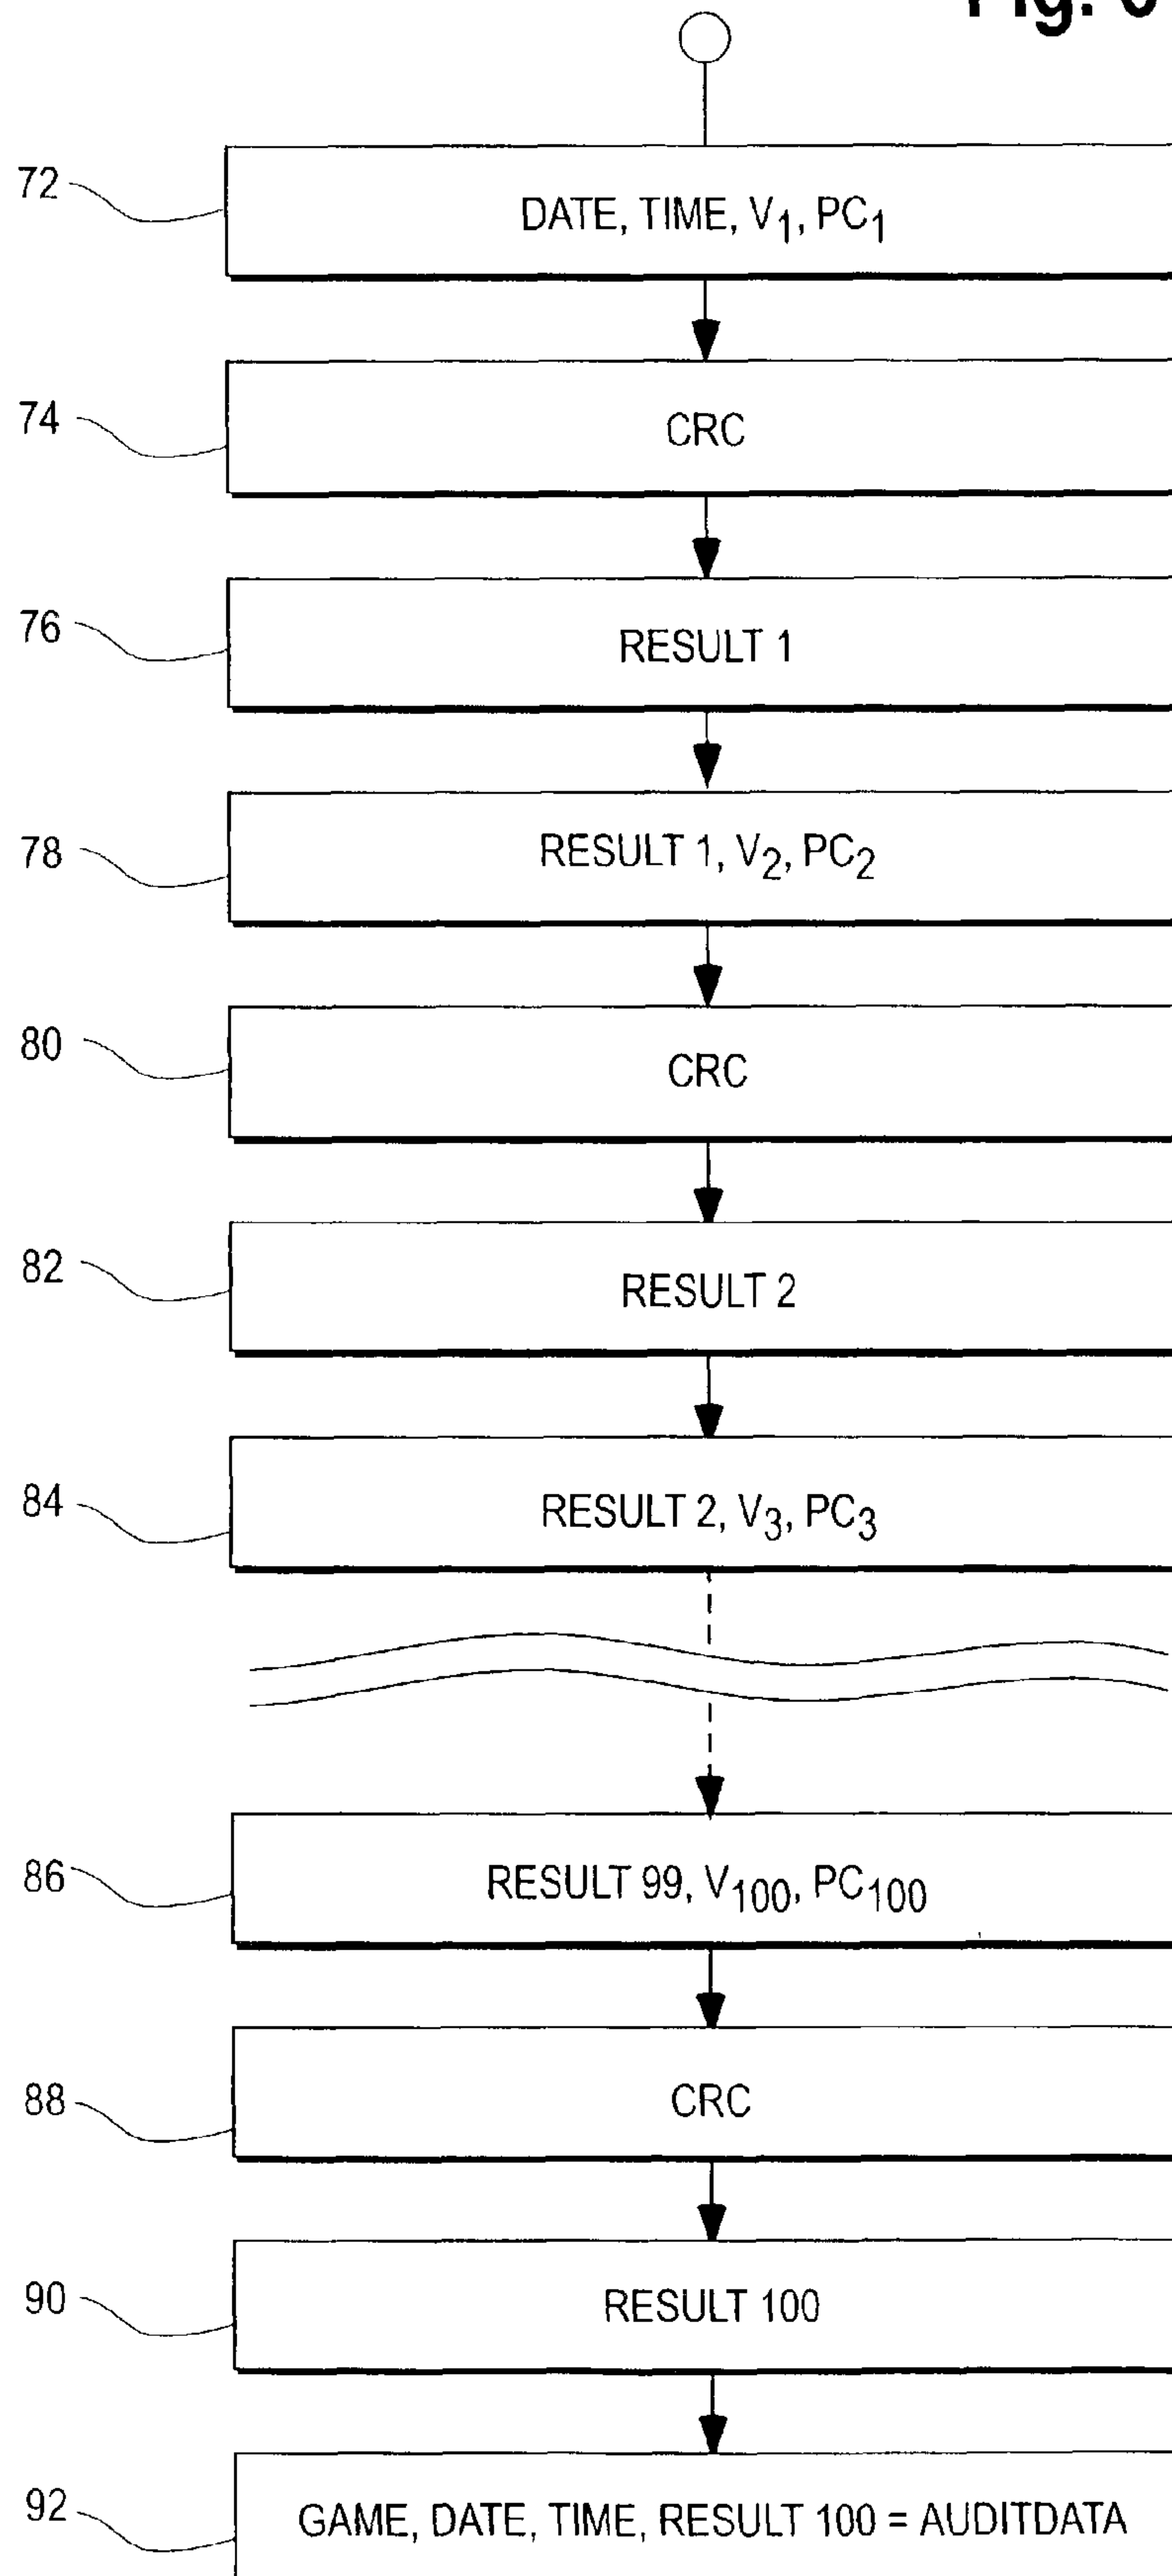 Fig.
72
DATE, TIME, V1, PC1
74
CRC
76
RESULT 1
78
RESULT 1, V2, PC2
80
CRC
82
RESULT 2
84
RESULT 2, V3, PC3
86
RESULT 99, V100, PC100
88
CRC
90
RESULT 100
92
GAME, DATE, TIME, RESULT 100 = AUDITDATA